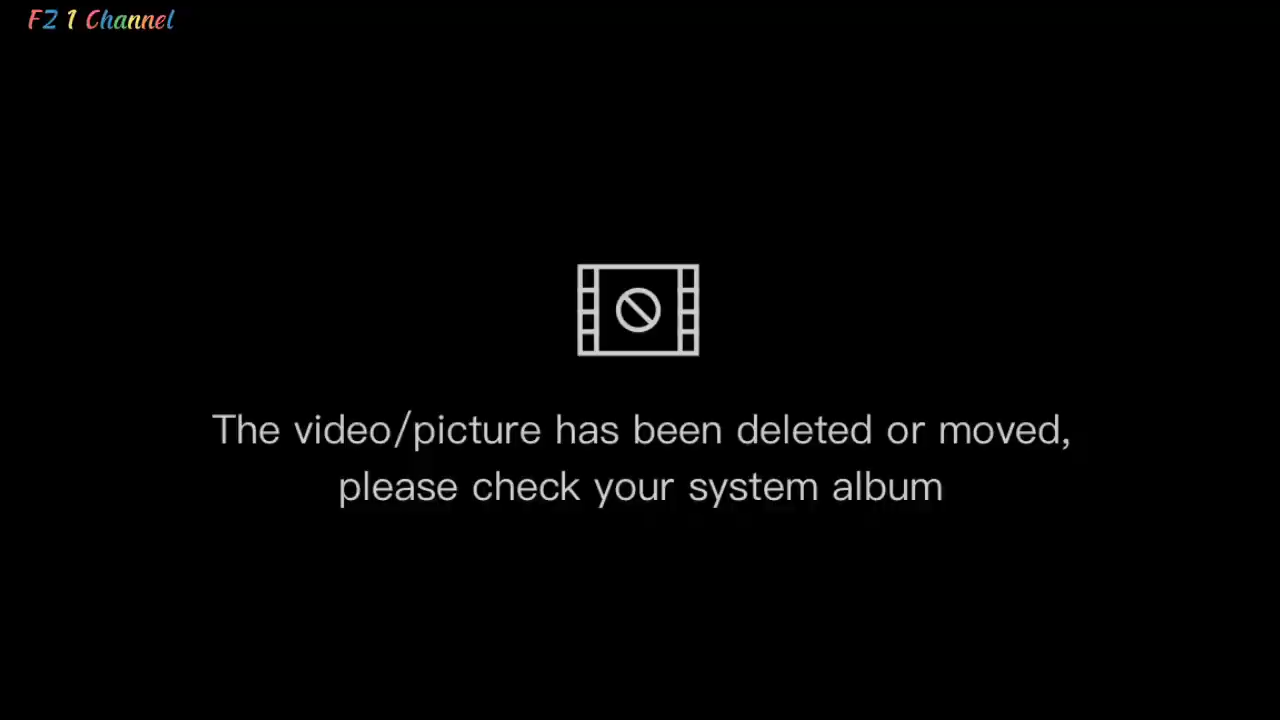 F2 1 Channel
The video/picture has been deleted or moved,
please check your system album